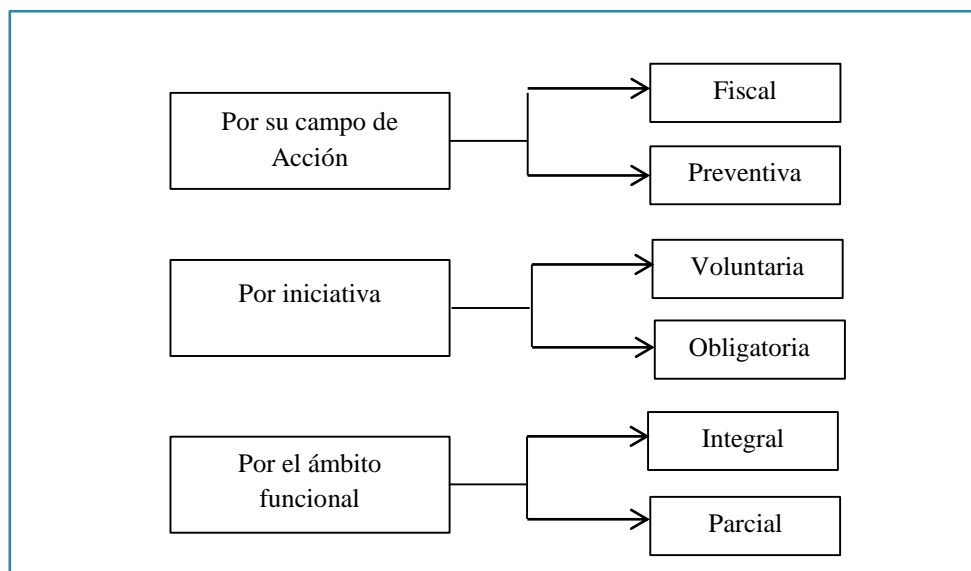 Por su campo de
Acción
Fiscal
Preventiva
Por iniciativa
Voluntaria
Obligatoria
Por el ámbito
funcional
Integral
Parcial